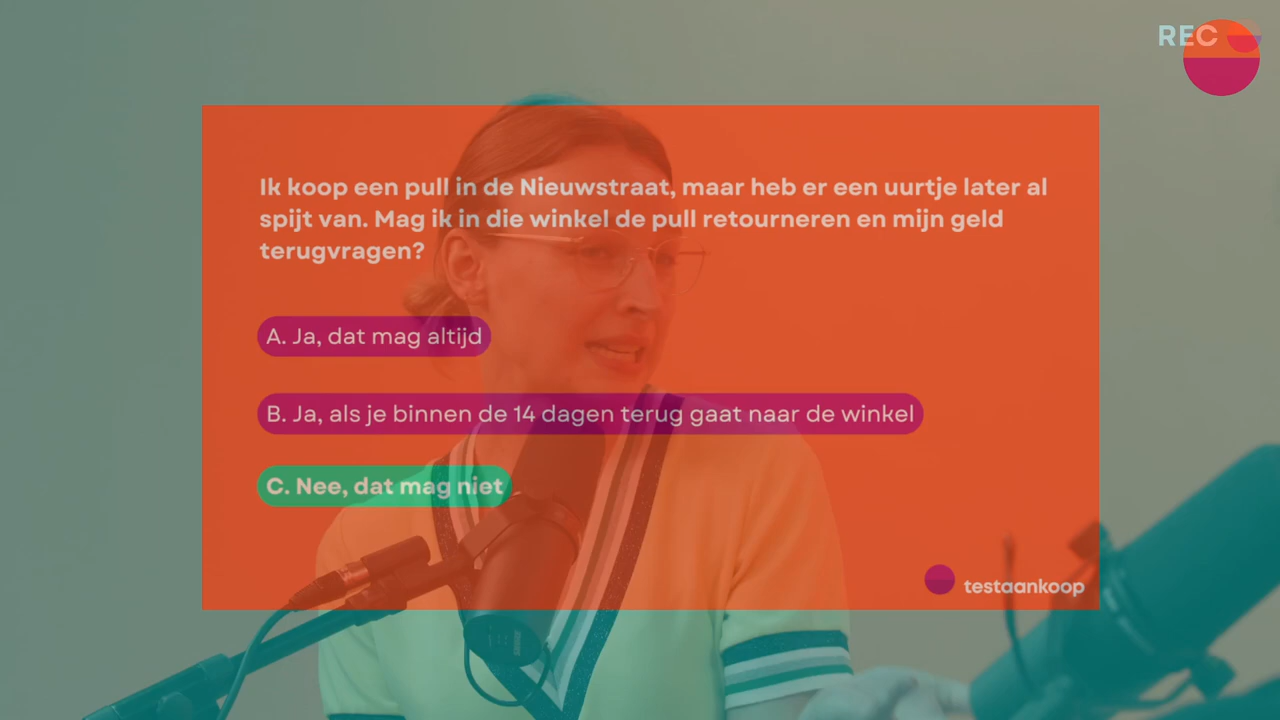 REC
Ik koop een pull in de Nieuwstraat, maar heb er een uurtje later al
spijt van. Mag ik in die winkel de pull retourneren en mijn geld
terugvragen?
A. Ja, dat mag altijd
B. Ja, als je binnen de 14 dagen terug gaat naar de winkel
C. Nee, dat mag niet
testaankoop